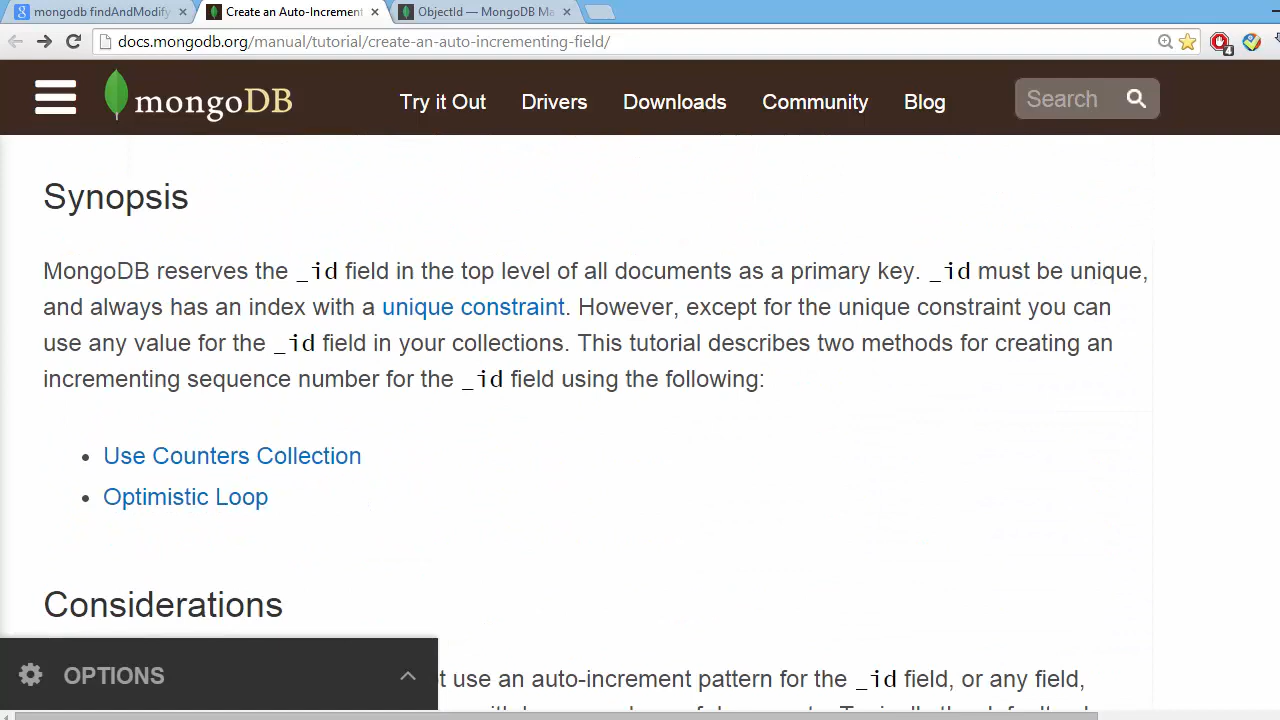 mongodb findAndModify
Create an Auto-Increment
ObjectId — MongoDB Ma
docs.mongodb.org/manual/tutorial/create-an-auto-incrementing-field/
4
mongoDB
Try it Out
Drivers
Downloads
Community
Blog
Search
Synopsis
MongoDB reserves the _id field in the top level of all documents as a primary key. _id must be unique,
and always has an index with a unique constraint. However, except for the unique constraint you can
use any value for the _id field in your collections. This tutorial describes two methods for creating an
incrementing sequence number for the _id field using the following:
• Use Counters Collection
• Optimistic Loop
Considerations
OPTIONS
t use an auto-increment pattern for the _id field, or any field,